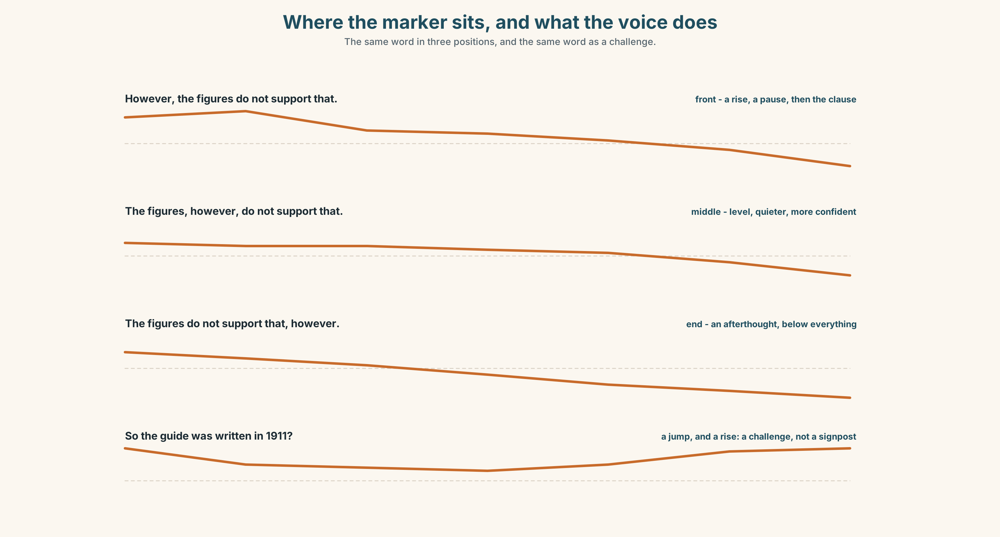 Where the marker sits, and what the voice does
The same word in three positions, and the same word as a challenge.
However, the figures do not support that.
front - a rise, a pause, then the clause
The figures, however, do not support that.
middle - level, quieter, more confident
The figures do not support that, however.
end - an afterthought, below everything
So the guide was written in 1911?
a jump, and a rise: a challenge, not a signpost